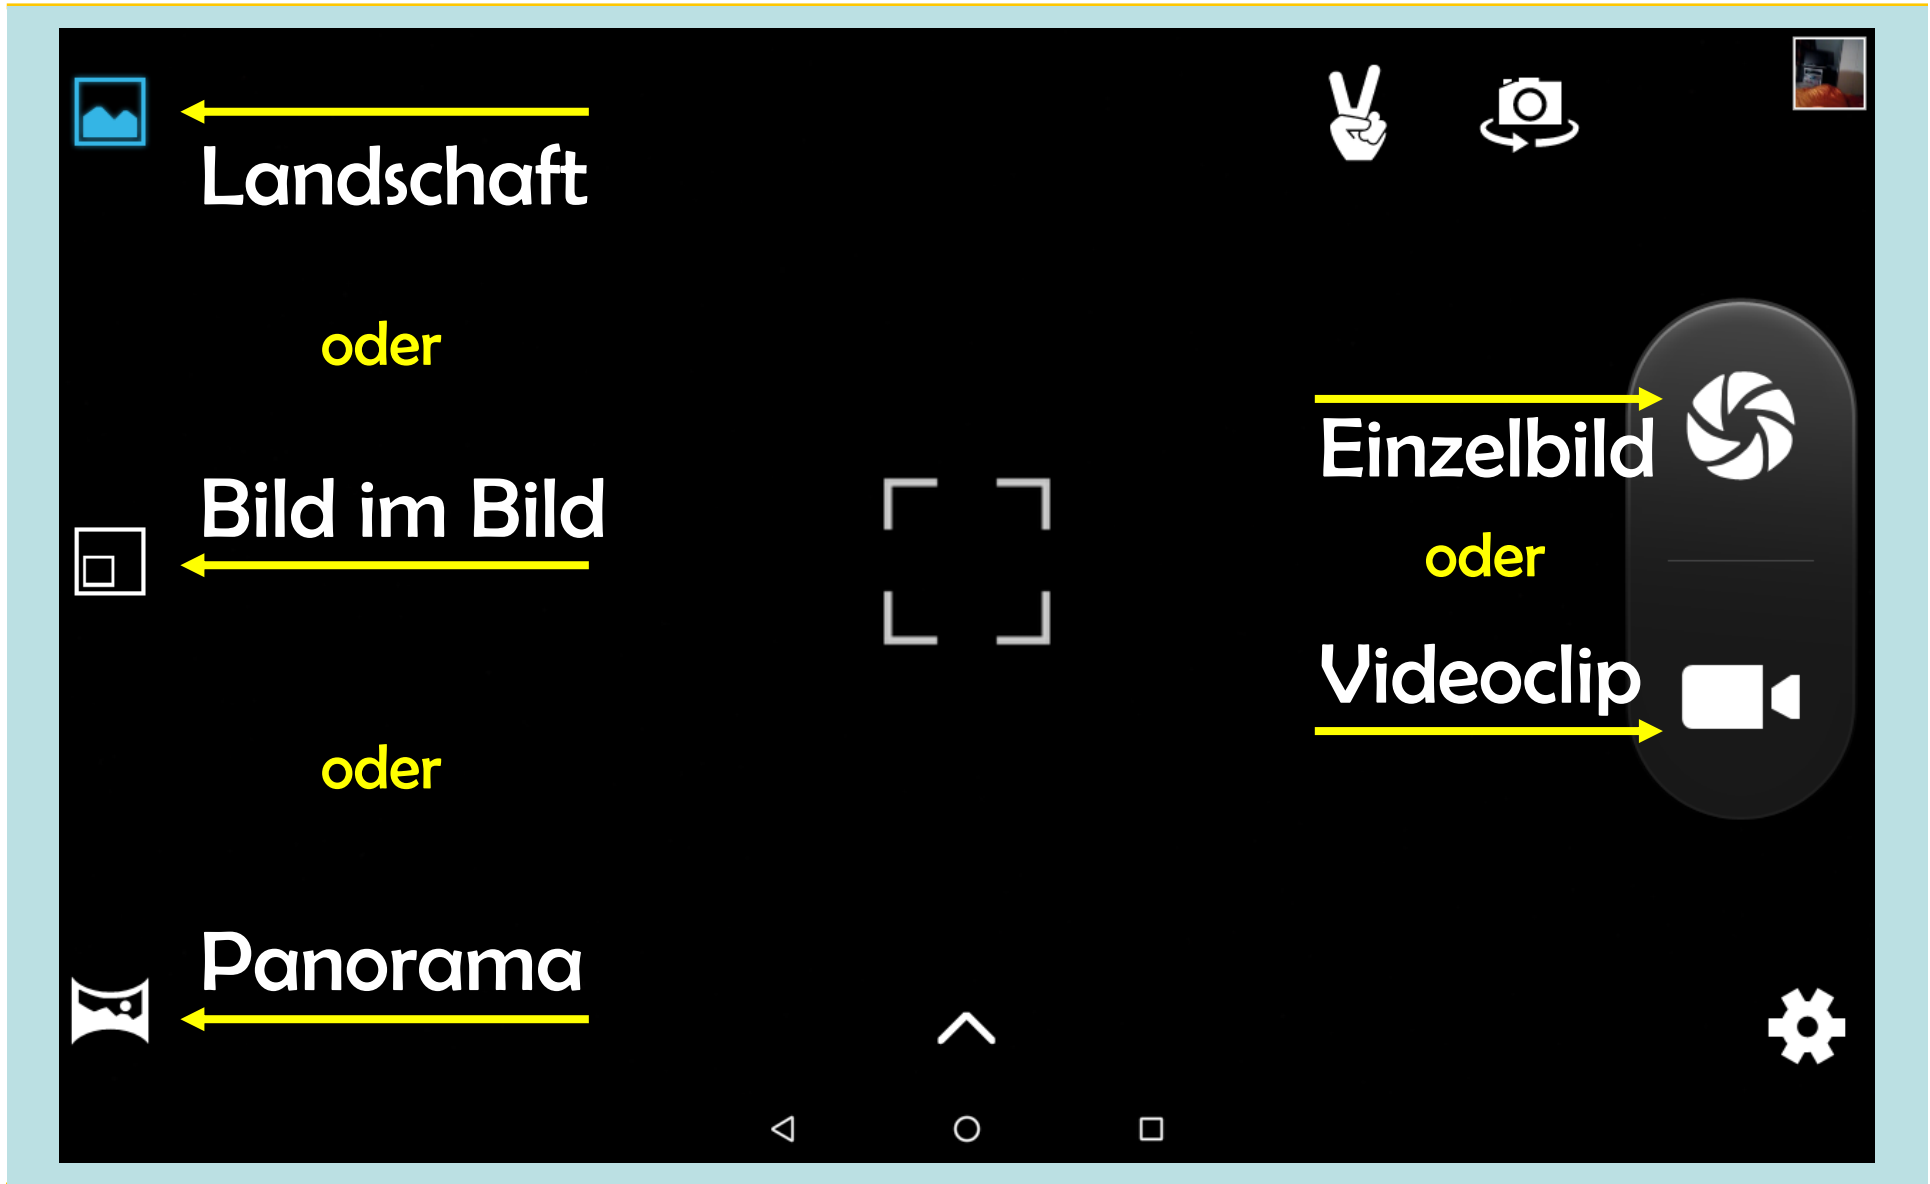 Landschaft
oder
Bild im Bild
oder
Panorama
Einzelbild
oder
Videoclip